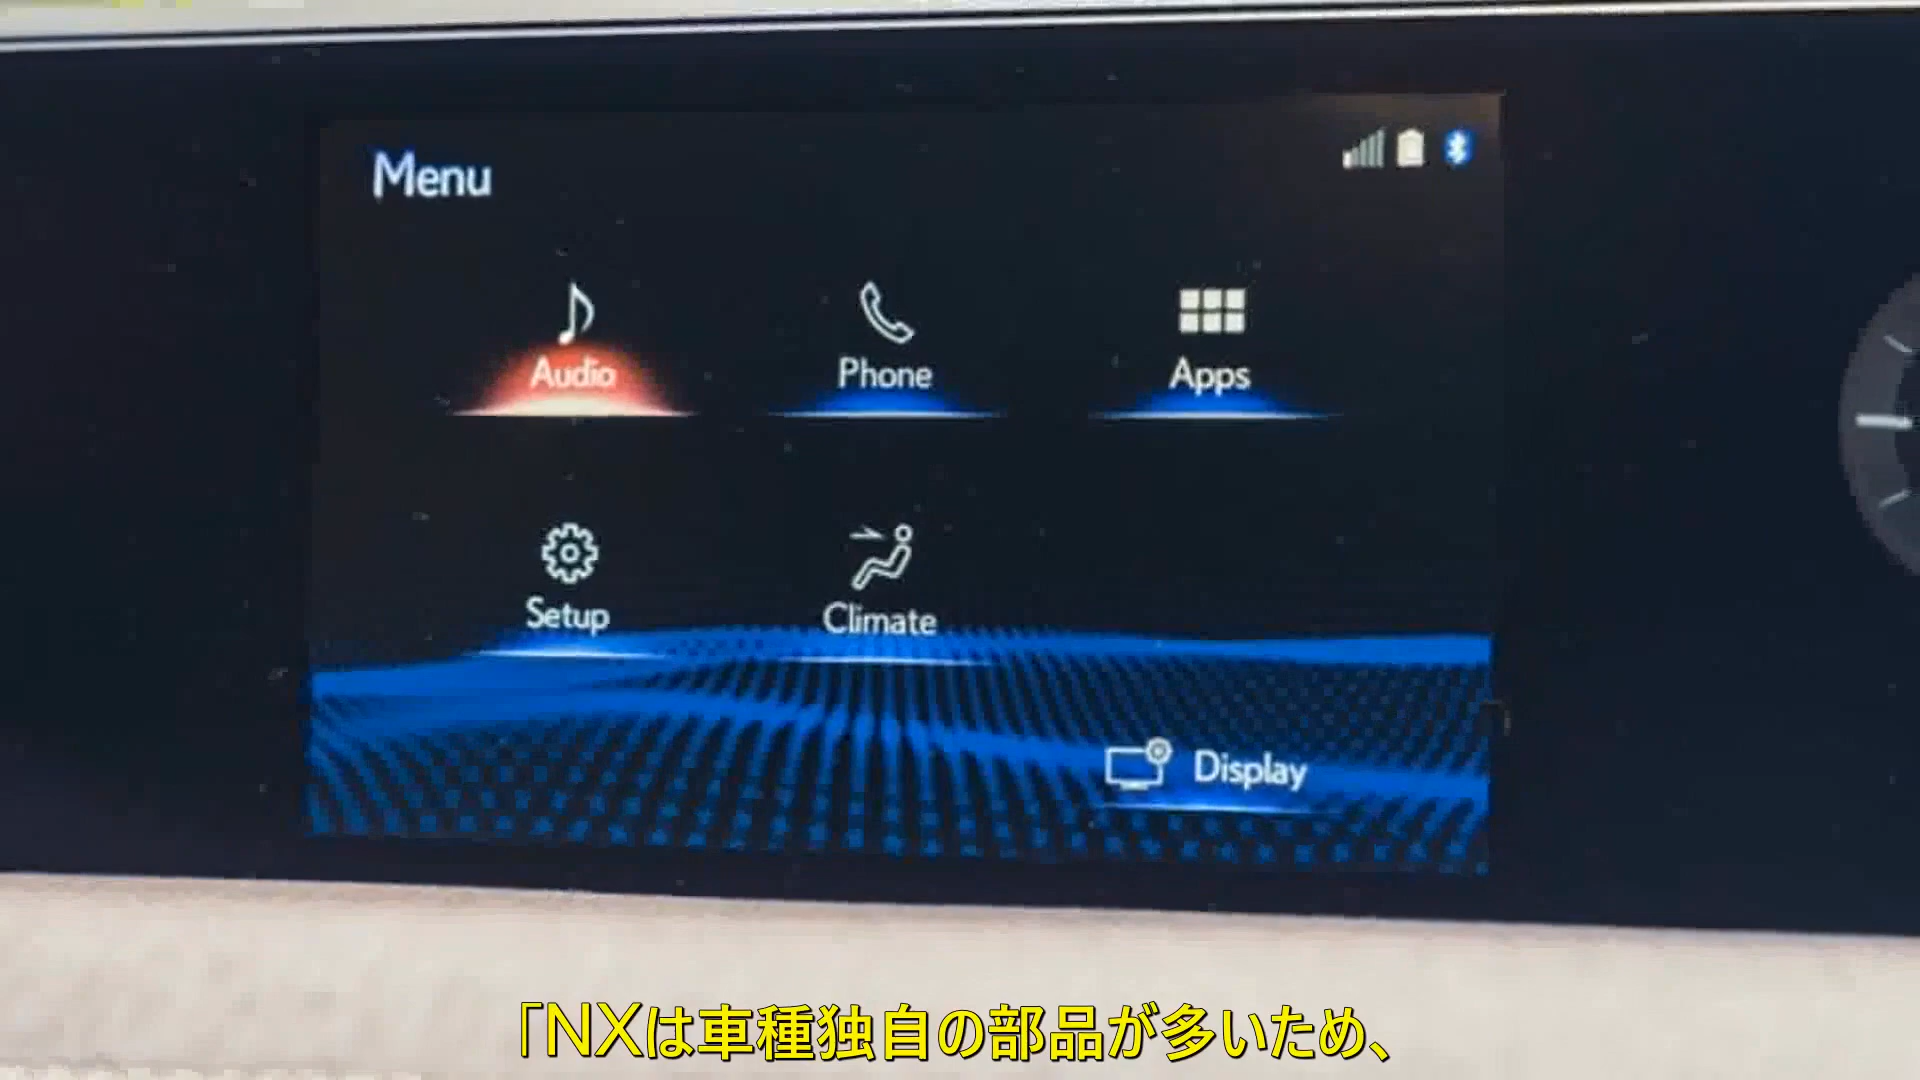 Menu
Audio
Phone
Apps
Setup
Climate
Display
「NXは車種独自の部品が多いため、